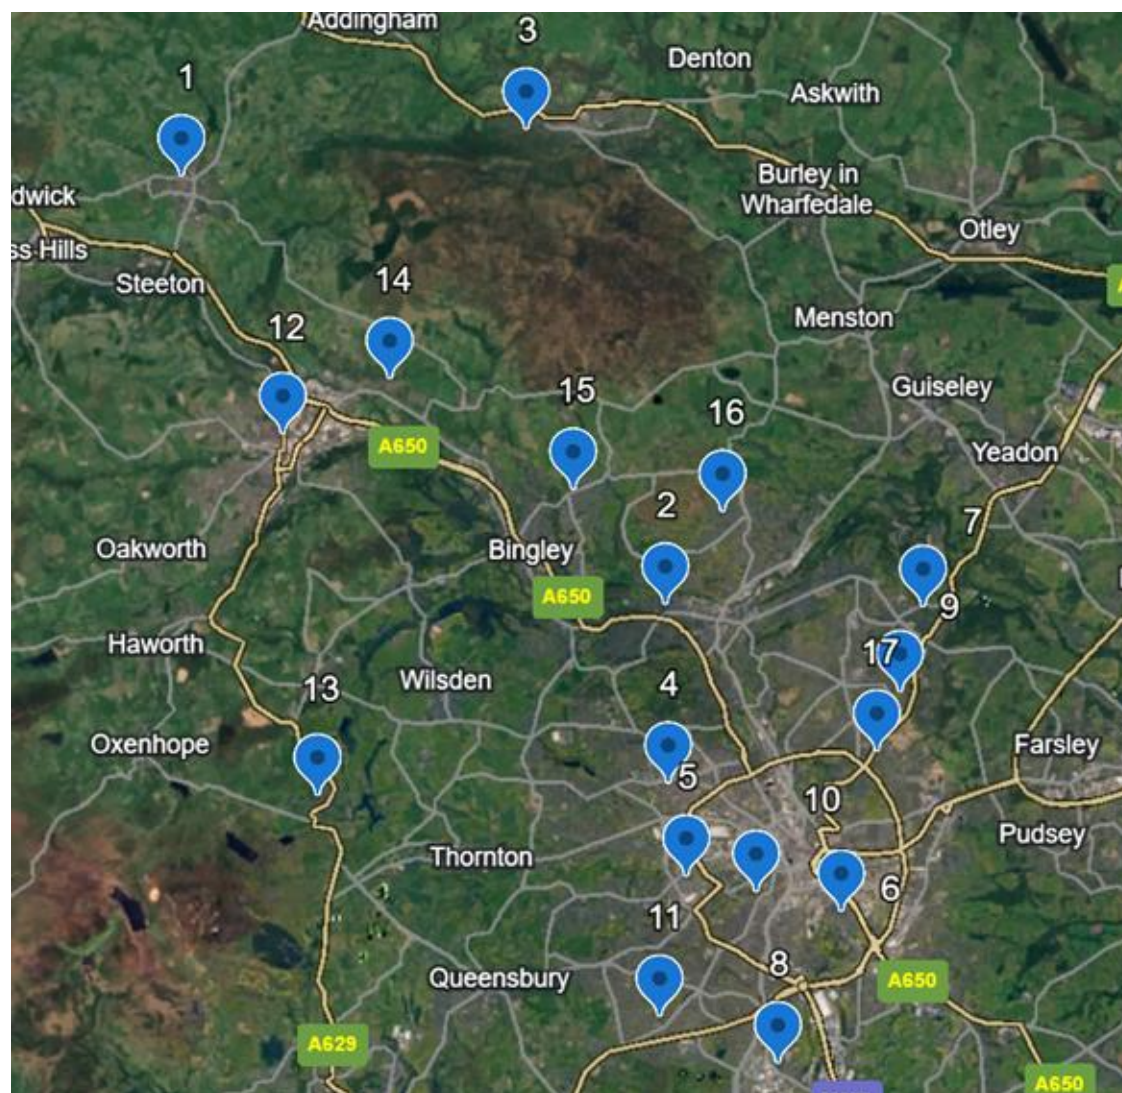 Addingham
3
Denton
1
Askwith
Burley in
Wharfedale
dwick
Otley
ss Hills
Steeton
14
12
Menston
15
Guiseley
16
A650
Yeadon
2
7
Oakworth
Bingley
A650
9
Haworth
17
Wilsden
4
13
Oxenhope
5
Farsley
10
Pudsey
Thornton
6
11
8
Queensbury
A650
A629
A650